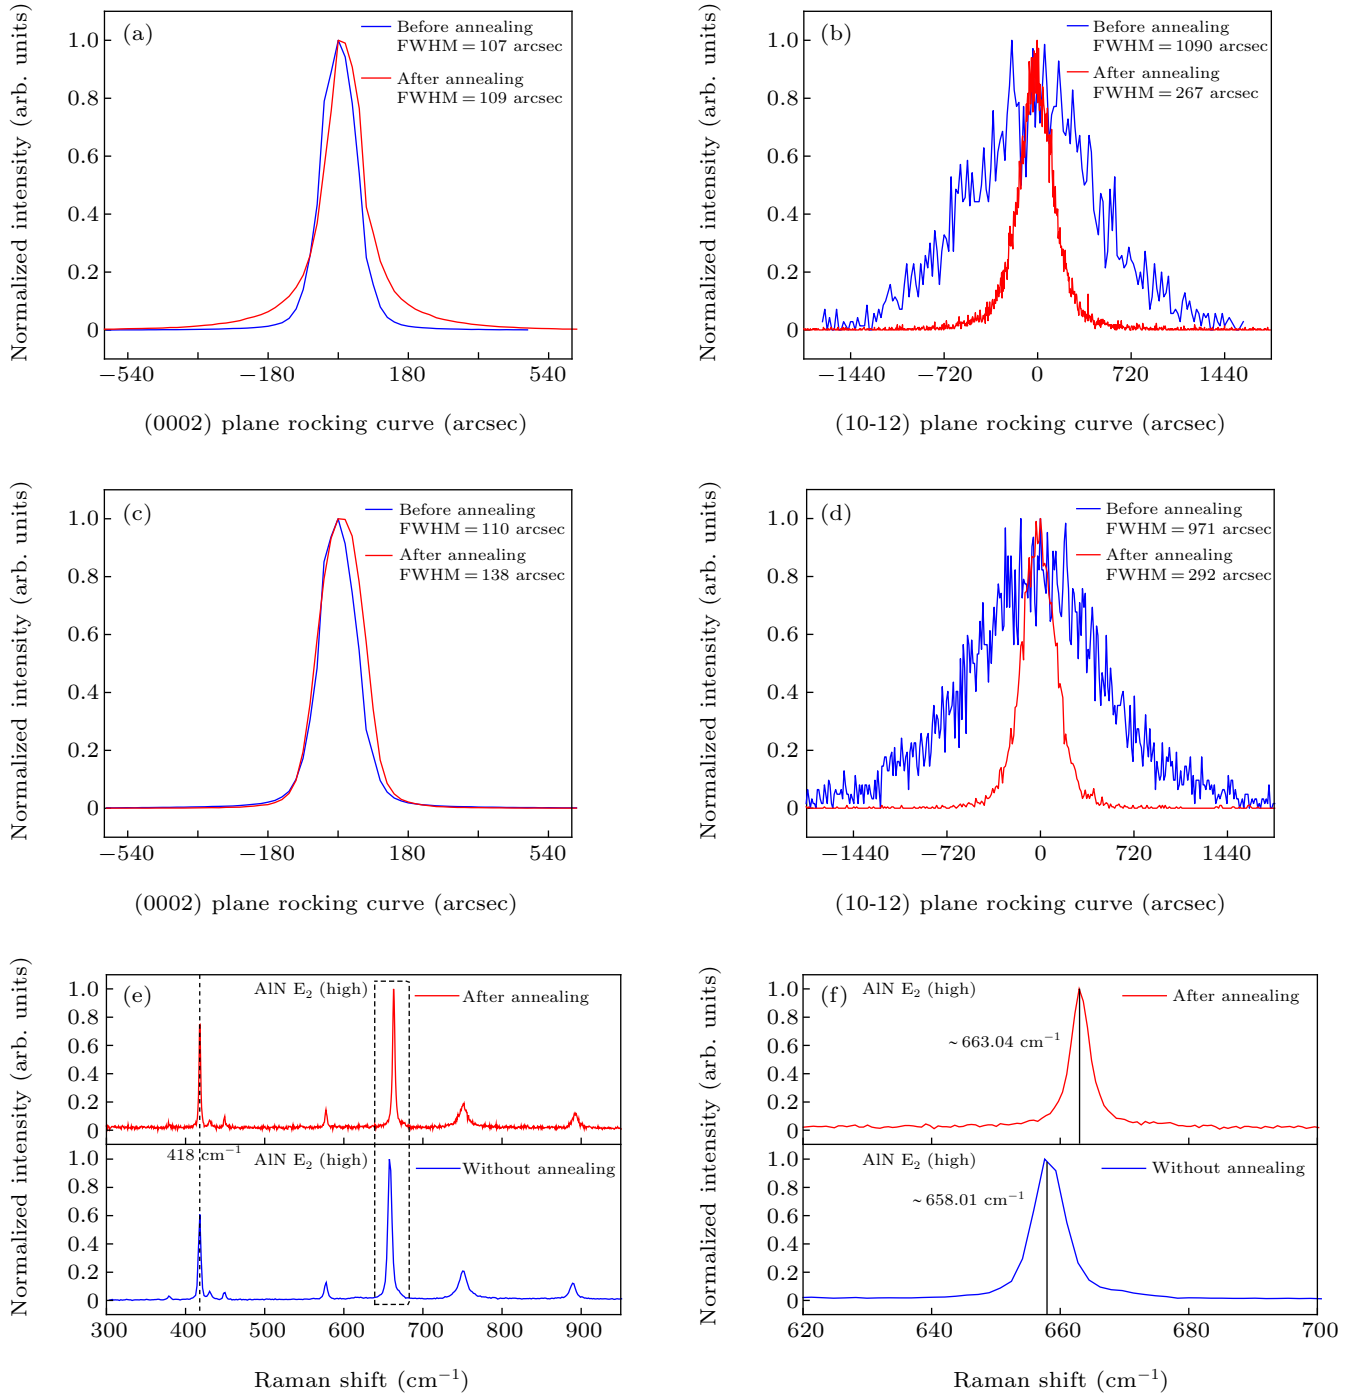 (a)
Before annealing
FWHM = 107 arcsec
After annealing
FWHM = 109 arcsec
Normalized intensity (arb. units)
1.0
0.8
0.6
0.4
0.2
0
−540
−180
180
540
(0002) plane rocking curve (arcsec)
(b)
Before annealing
FWHM = 1090 arcsec
After annealing
FWHM = 267 arcsec
Normalized intensity (arb. units)
1.0
0.8
0.6
0.4
0.2
0
−1440
−720
0
720
1440
(10-12) plane rocking curve (arcsec)
(c)
Before annealing
FWHM = 110 arcsec
After annealing
FWHM = 138 arcsec
Normalized intensity (arb. units)
1.0
0.8
0.6
0.4
0.2
0
−540
−180
180
540
(0002) plane rocking curve (arcsec)
(d)
Before annealing
FWHM = 971 arcsec
After annealing
FWHM = 292 arcsec
Normalized intensity (arb. units)
1.0
0.8
0.6
0.4
0.2
0
−1440
−720
0
720
1440
(10-12) plane rocking curve (arcsec)
(e)
AlN E₂ (high)
After annealing
Normalized intensity (arb. units)
1.0
0.8
0.6
0.4
0.2
0
418 cm⁻¹
AlN E₂ (high)
Without annealing
1.0
0.8
0.6
0.4
0.2
0
300
400
500
600
700
800
900
Raman shift (cm⁻¹)
(f)
AlN E₂ (high)
After annealing
~663.04 cm⁻¹
Normalized intensity (arb. units)
1.0
0.8
0.6
0.4
0.2
0
AlN E₂ (high)
Without annealing
~658.01 cm⁻¹
1.0
0.8
0.6
0.4
0.2
0
620
640
660
680
700
Raman shift (cm⁻¹)